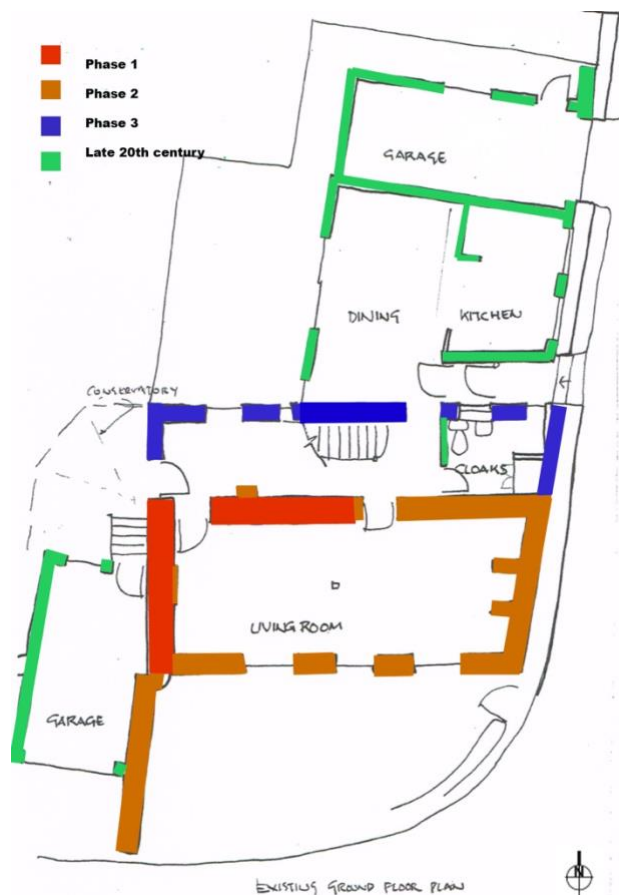 Phase 1
Phase 2
Phase 3
Late 20th century
GARAGE
DINING
KITCHEN
CONSERVATORY
CLOAKS
LIVING ROOM
GARAGE
N
EXISTING GROUND FLOOR PLAN